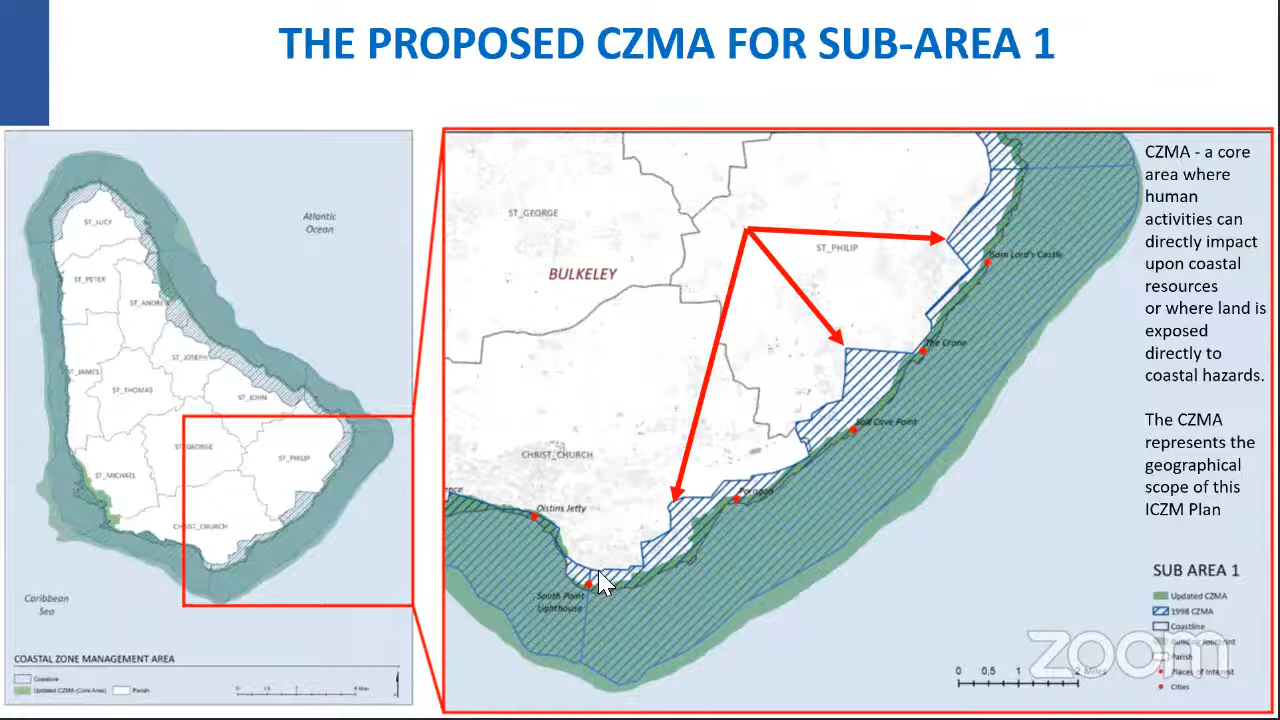 THE PROPOSED CZMA FOR SUB-AREA 1
ST_LUCY
Atlantic
Ocean
ST_PETER
ST_ANDREW
ST_JOSEPH
ST_JAMES
ST_THOMAS
ST_JOHN
ST_GEORGE
ST_PHILIP
ST_MICHAEL
CHRIST_CHURCH
Caribbean
Sea
COASTAL ZONE MANAGEMENT AREA
Coastline
Updated CZMA (Core Area)
Parish
ST_GEORGE
ST_PHILIP
BULKELEY
Sam Lord's Castle
The Crane
Salt Cave Point
CHRIST_CHURCH
Paragon
Oistins Jetty
South Point
Lighthouse
CZMA - a core
area where
human
activities can
directly impact
upon coastal
resources
or where land is
exposed
directly to
coastal hazards.
The CZMA
represents the
geographical
scope of this
ICZM Plan
SUB AREA 1
Updated CZMA
1998 CZMA
Coastline
Building footprint
Parish
Places of Interest
Cities
0 0,5 1 2 Miles
zoom